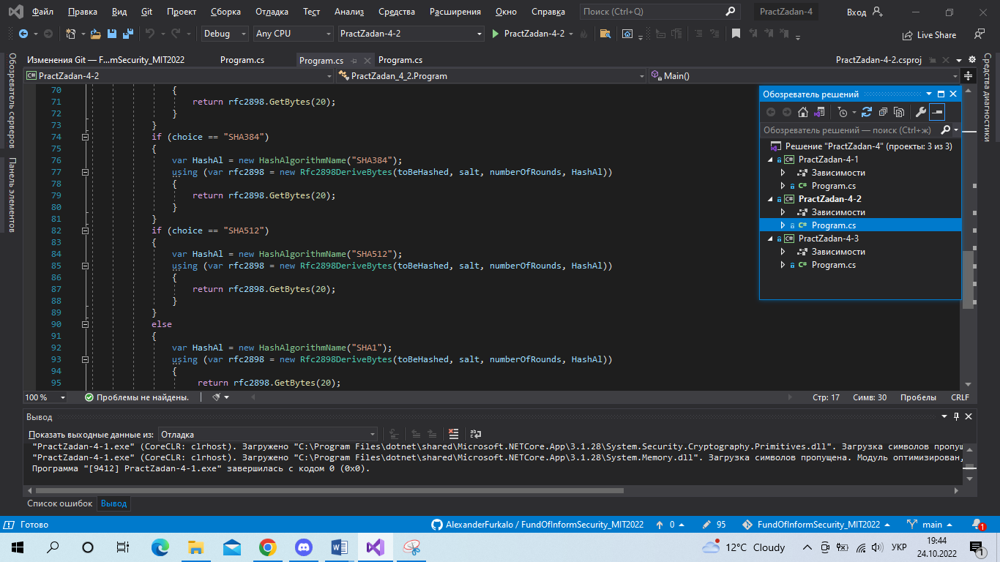 Файл Правка Вид Git Проект Сборка Отладка Тест Анализ Средства Расширения Окно Справка Поиск (Ctrl+Q) PractZadan-4 Вход
Debug Any CPU PractZadan-4-2 PractZadan-4-2 Live Share
Обозреватель серверов
Панель элементов
Изменения Git — F...mSecurity_MIT2022 Program.cs Program.cs Program.cs PractZadan-4-2.csproj
PractZadan-4-2 PractZadan_4_2.Program Main()
70 {
71 return rfc2898.GetBytes(20);
72 }
73 }
74 if (choice == "SHA384")
75 {
76 var HashAl = new HashAlgorithmName("SHA384");
77 using (var rfc2898 = new Rfc2898DeriveBytes(toBeHashed, salt, numberOfRounds, HashAl))
78 {
79 return rfc2898.GetBytes(20);
80 }
81 }
82 if (choice == "SHA512")
83 {
84 var HashAl = new HashAlgorithmName("SHA512");
85 using (var rfc2898 = new Rfc2898DeriveBytes(toBeHashed, salt, numberOfRounds, HashAl))
86 {
87 return rfc2898.GetBytes(20);
88 }
89 }
90 else
91 {
92 var HashAl = new HashAlgorithmName("SHA1");
93 using (var rfc2898 = new Rfc2898DeriveBytes(toBeHashed, salt, numberOfRounds, HashAl))
94 {
95 return rfc2898.GetBytes(20);
Обозреватель решений
Обозреватель решений — поиск (Ctrl+ж)
Решение "PractZadan-4" (проекты: 3 из 3)
C# PractZadan-4-1
Зависимости
C# Program.cs
C# PractZadan-4-2
Зависимости
C# Program.cs
C# PractZadan-4-3
Зависимости
C# Program.cs
Средства диагностики
100 % Проблемы не найдены. Стр: 17 Симв: 30 Пробелы CRLF
Вывод
Показать выходные данные из: Отладка
"PractZadan-4-1.exe" (CoreCLR: clrhost). Загружено "C:\Program Files\dotnet\shared\Microsoft.NETCore.App\3.1.28\System.Security.Cryptography.Primitives.dll". Загрузка символов пропущ
"PractZadan-4-1.exe" (CoreCLR: clrhost). Загружено "C:\Program Files\dotnet\shared\Microsoft.NETCore.App\3.1.28\System.Memory.dll". Загрузка символов пропущена. Модуль оптимизирован,
Программа "[9412] PractZadan-4-1.exe" завершилась с кодом 0 (0x0).
Список ошибок Вывод
Готово AlexanderFurkalo / FundOfInformSecurity_MIT2022 0 95 FundOfInformSecurity_MIT2022 main 1
12°C Cloudy УКР 19:44
24.10.2022 1